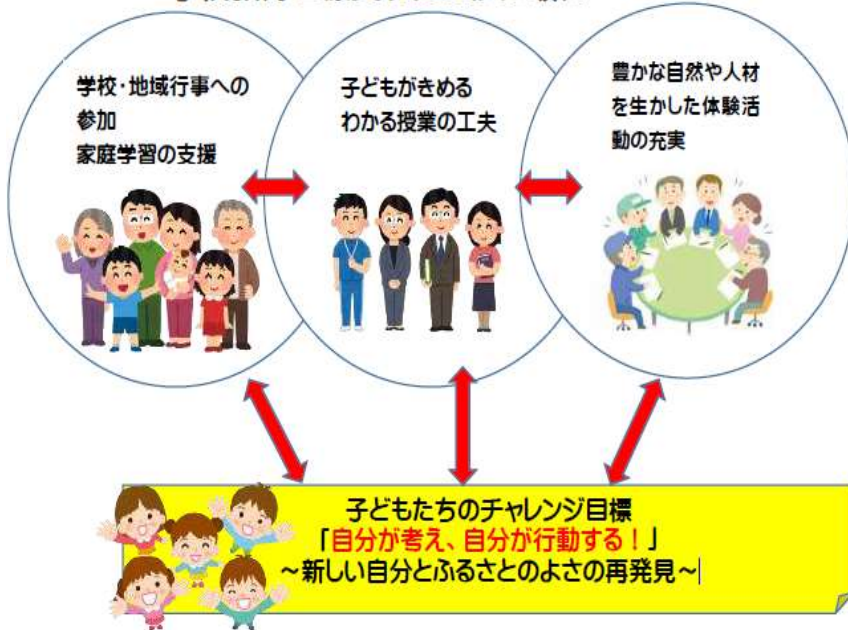 学校・地域行事への
参加
家庭学習の支援
子どもがきめる
わかる授業の工夫
豊かな自然や人材
を生かした体験活
動の充実
子どもたちのチャレンジ目標
「自分が考え、自分が行動する！」
～新しい自分とふるさとのよさの再発見～